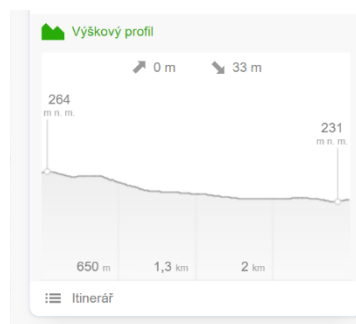 Výškový profil
0 m 33 m
264
m n. m.
231
m n. m.
650 m 1,3 km 2 km
Itinerář